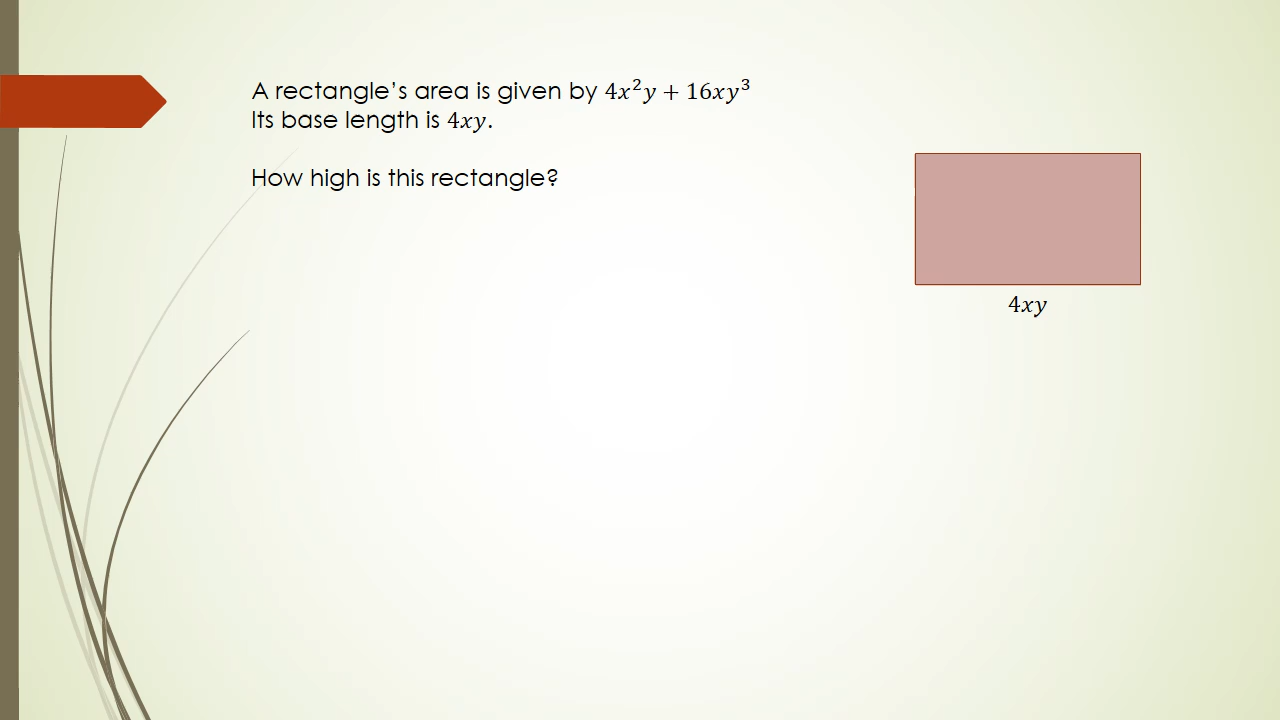 A rectangle’s area is given by 4x²y + 16xy³
Its base length is 4xy.
How high is this rectangle?
4xy